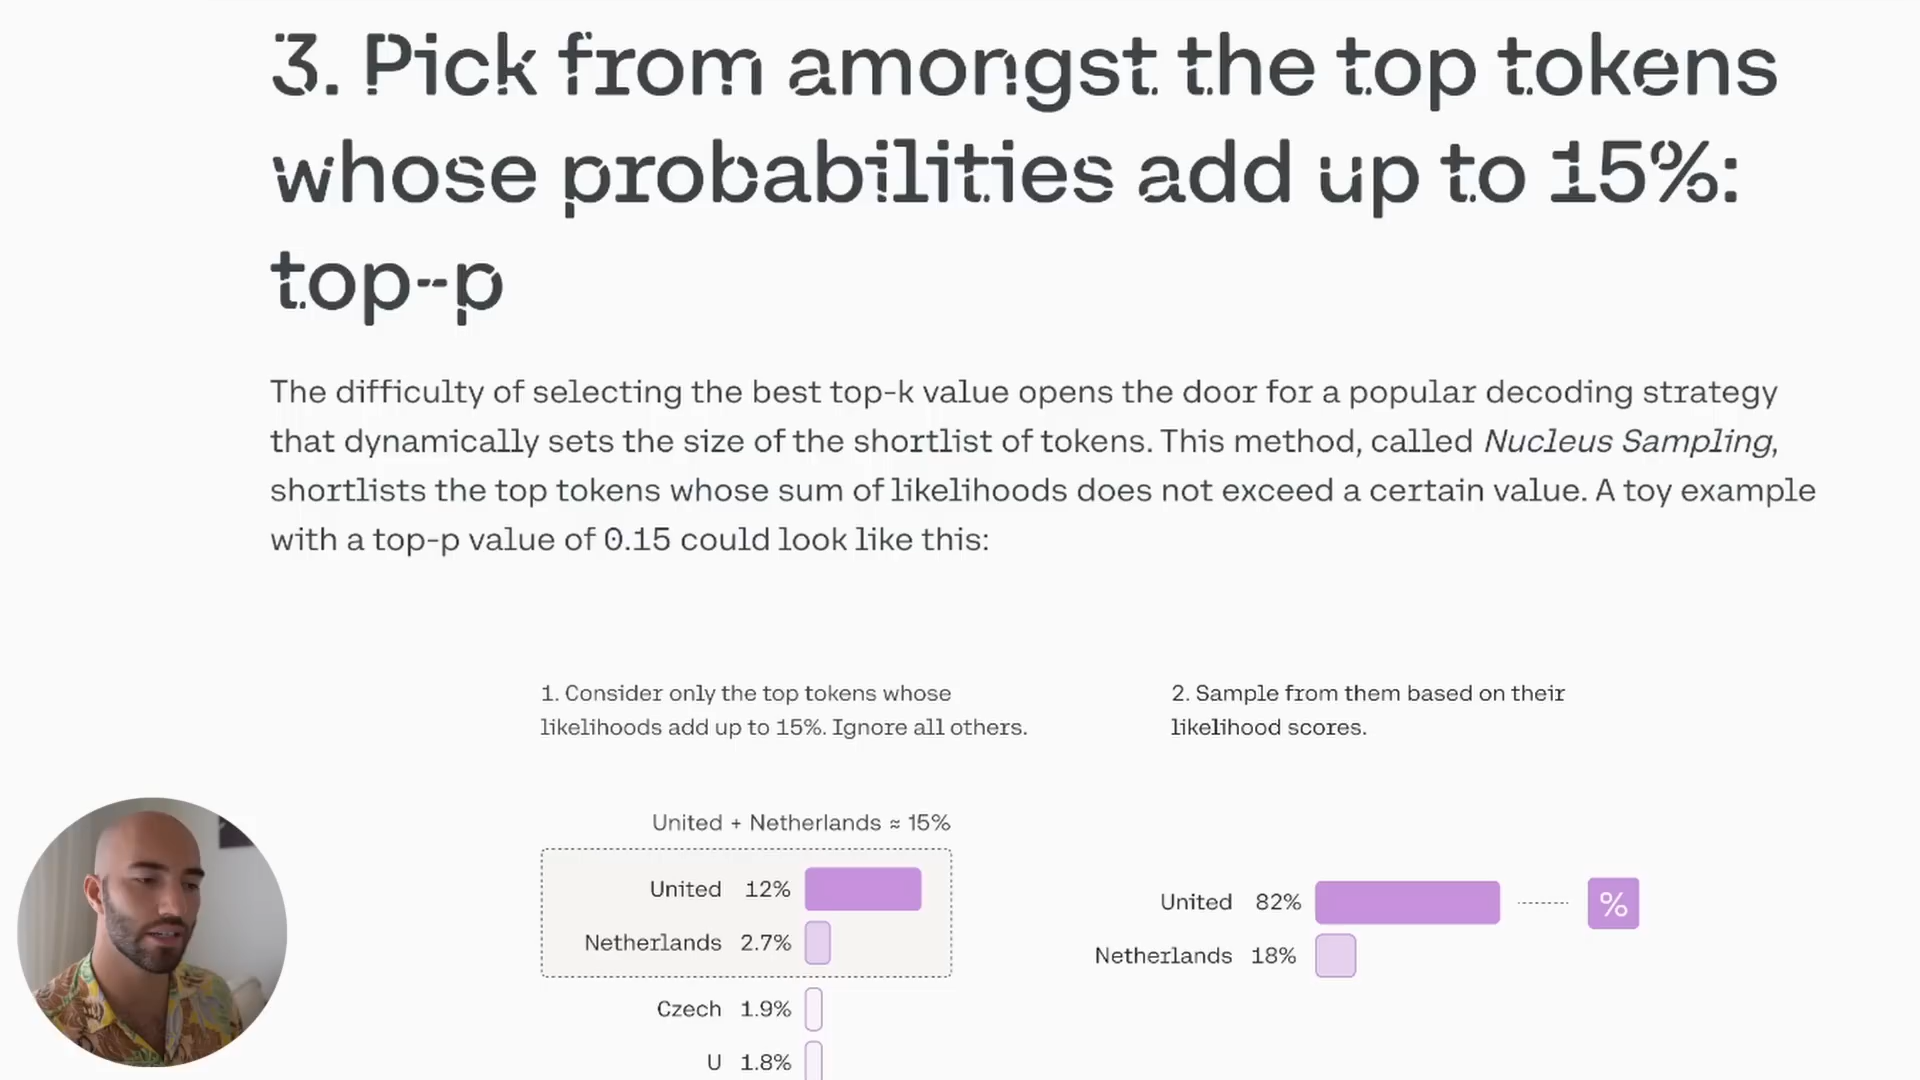 3. Pick from amongst the top tokens
whose probabilities add up to 15%:
top-p
The difficulty of selecting the best top-k value opens the door for a popular decoding strategy
that dynamically sets the size of the shortlist of tokens. This method, called Nucleus Sampling,
shortlists the top tokens whose sum of likelihoods does not exceed a certain value. A toy example
with a top-p value of 0.15 could look like this:
1. Consider only the top tokens whose
likelihoods add up to 15%. Ignore all others.
2. Sample from them based on their
likelihood scores.
United + Netherlands ≈ 15%
United 12%
Netherlands 2.7%
Czech 1.9%
U 1.8%
United 82% %
Netherlands 18%